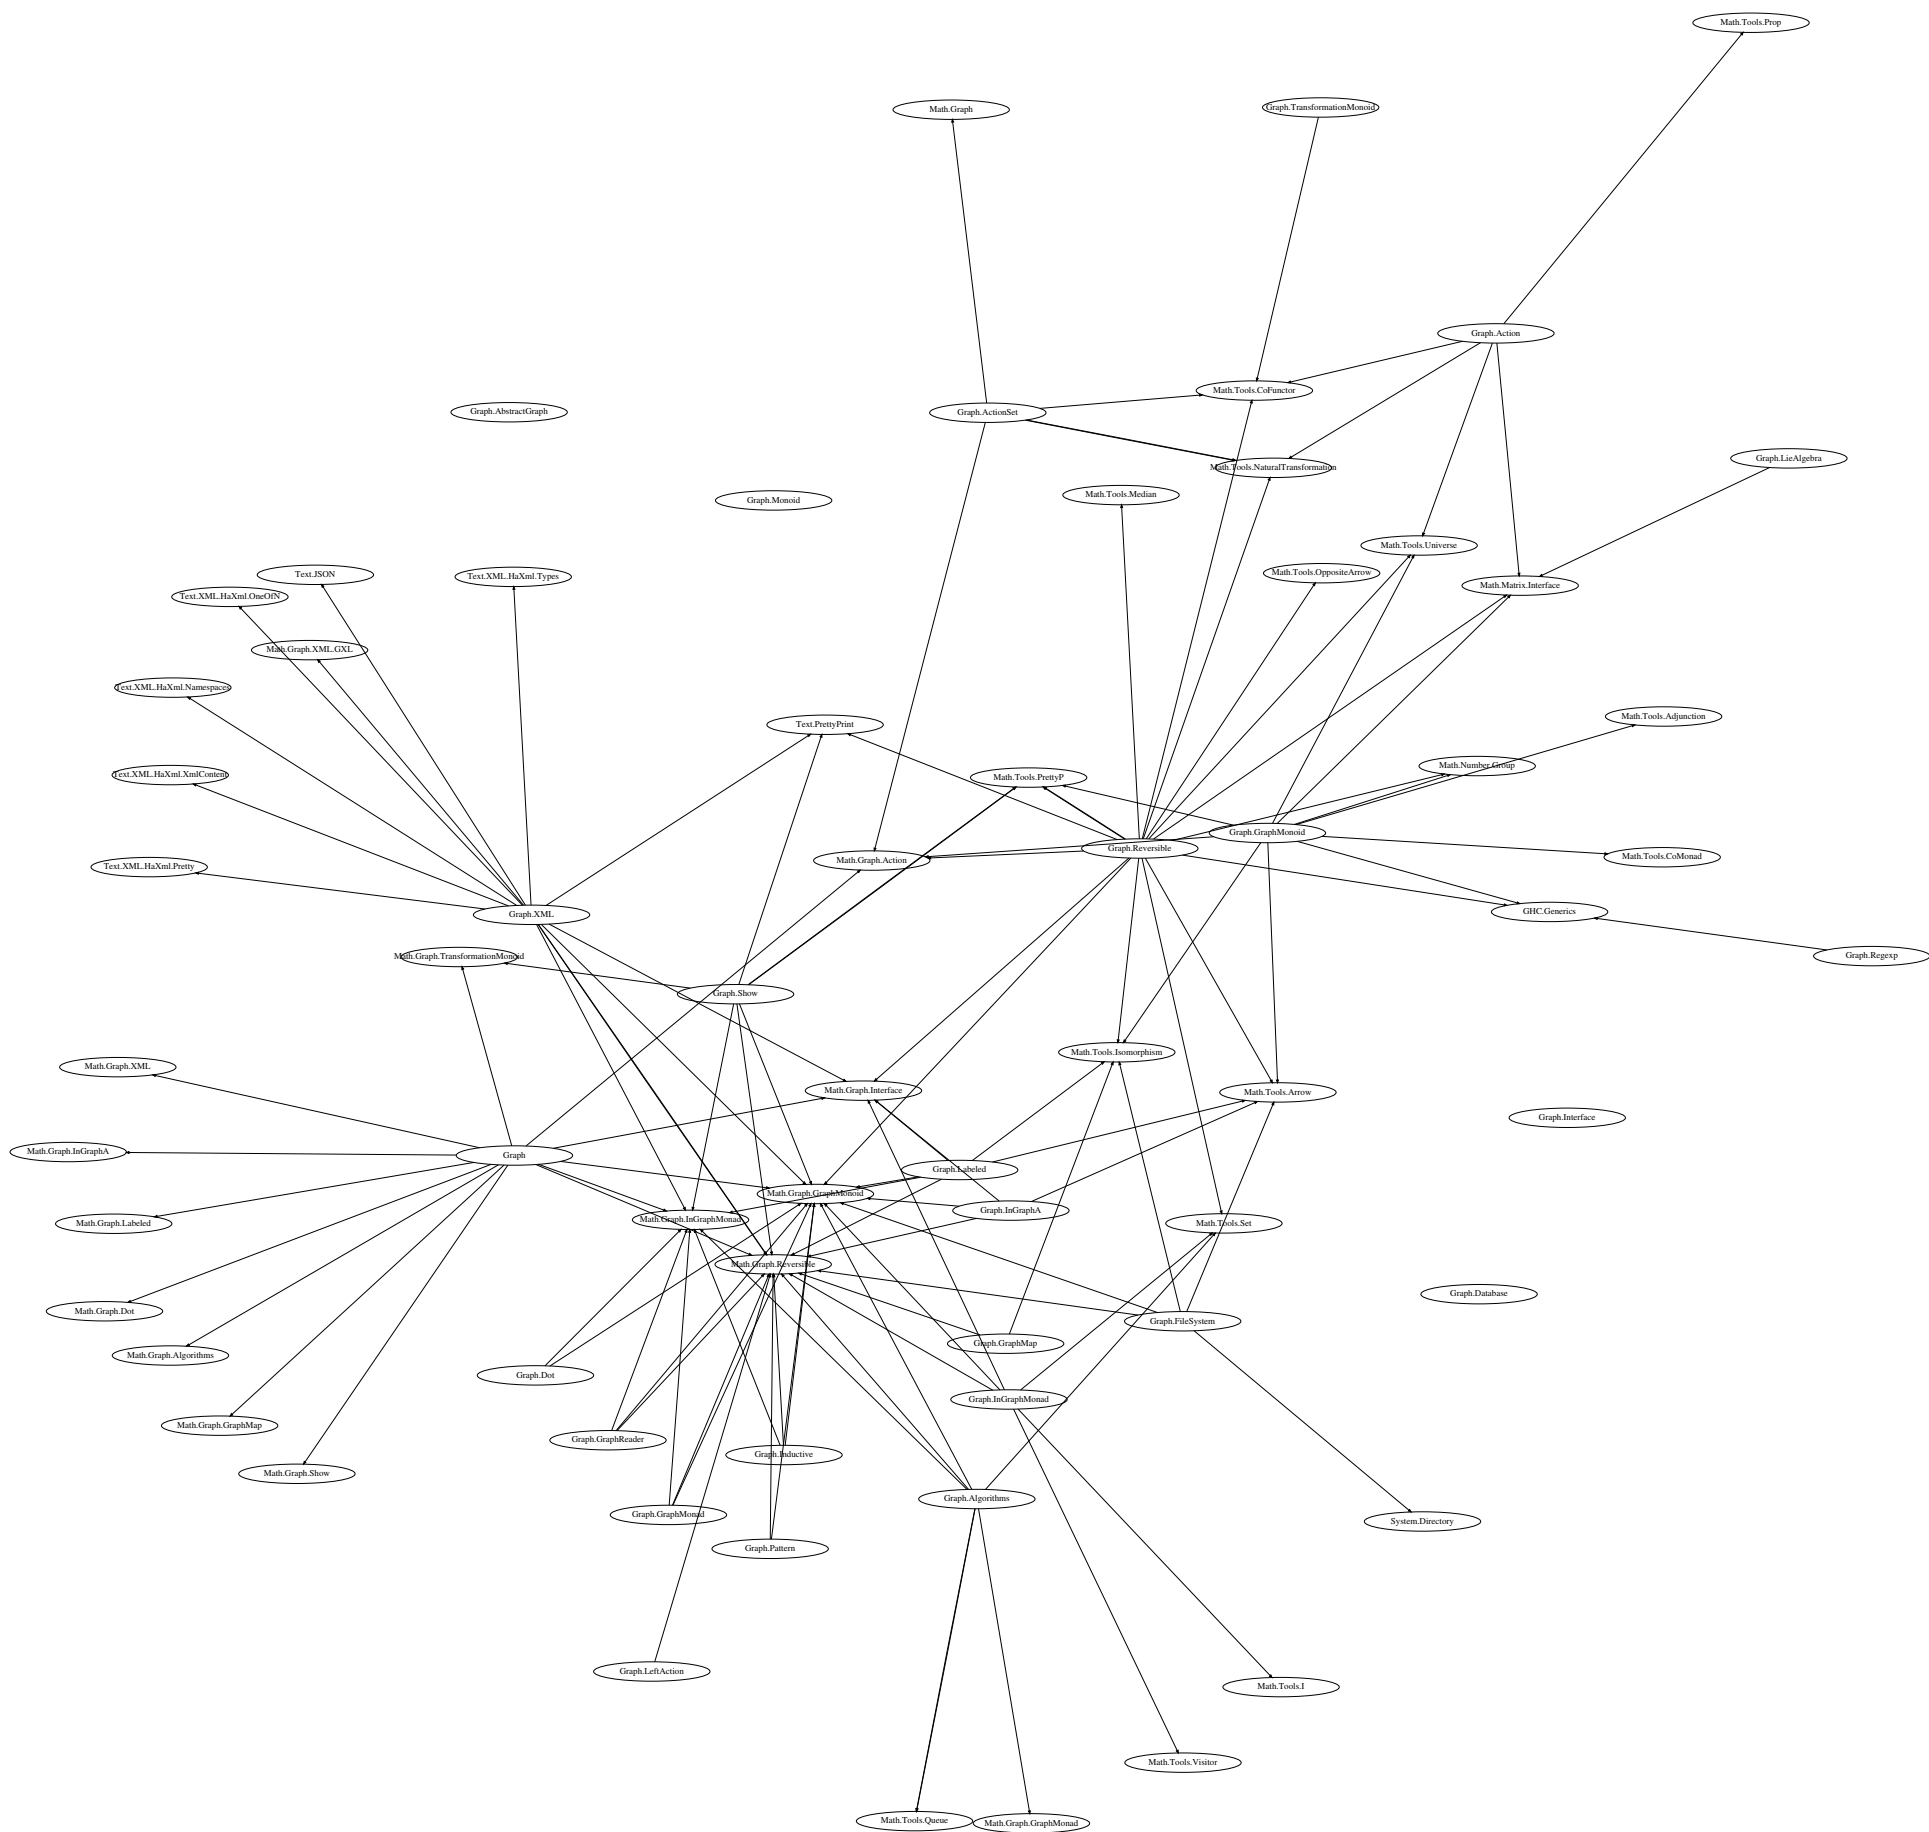 Math.Tools.Prop
Math.Graph
Graph.TransformationMonoid
Graph.Action
Math.Tools.CoFunctor
Graph.AbstractGraph
Graph.ActionSet
Graph.LieAlgebra
Math.Tools.NaturalTransformation
Math.Tools.Median
Graph.Monoid
Math.Tools.Universe
Math.Tools.OppositeArrow
Text.JSON
Text.XML.HaXml.Types
Math.Matrix.Interface
Text.XML.HaXml.OneOfN
Math.Graph.XML.GXL
Text.XML.HaXml.Namespaces
Math.Tools.Adjunction
Text.PrettyPrint
Math.Number.Group
Text.XML.HaXml.XmlContent
Math.Tools.PrettyP
Graph.GraphMonoid
Graph.Reversible
Math.Tools.CoMonad
Math.Graph.Action
Text.XML.HaXml.Pretty
GHC.Generics
Graph.XML
Graph.Regexp
Math.Graph.TransformationMonoid
Graph.Show
Math.Tools.Isomorphism
Math.Graph.XML
Math.Graph.Interface
Math.Tools.Arrow
Graph.Interface
Math.Graph.InGraphA
Graph
Graph.Labeled
Math.Graph.GraphMonoid
Graph.InGraphA
Math.Graph.InGraphMonad
Math.Graph.Labeled
Math.Tools.Set
Math.Graph.Reversible
Graph.Database
Math.Graph.Dot
Graph.FileSystem
Graph.GraphMap
Math.Graph.Algorithms
Graph.Dot
Graph.InGraphMonad
Math.Graph.GraphMap
Graph.GraphReader
Graph.Inductive
Math.Graph.Show
Graph.Algorithms
Graph.GraphMonad
System.Directory
Graph.Pattern
Graph.LeftAction
Math.Tools.I
Math.Tools.Visitor
Math.Tools.Queue
Math.Graph.GraphMonad